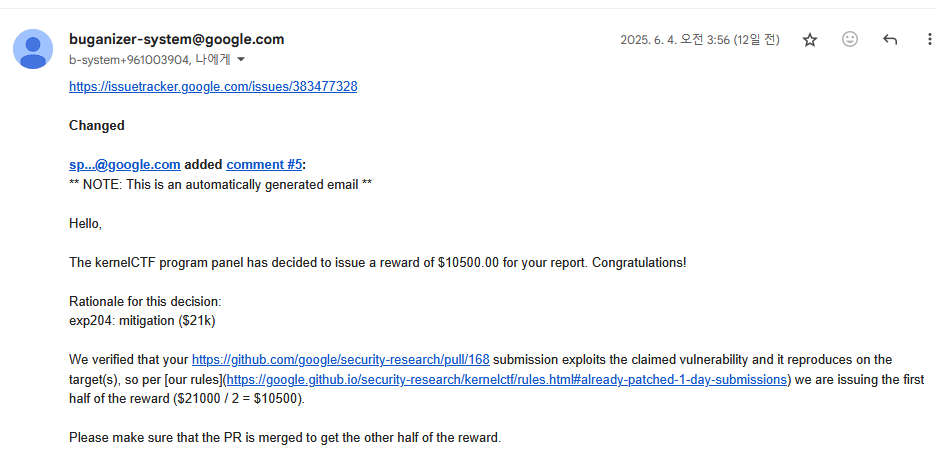 buganizer-system@google.com
2025. 6. 4. 오전 3:56 (12일 전)
b-system+961003904, 나에게
https://issuetracker.google.com/issues/383477328
Changed
sp...@google.com added comment #5:
** NOTE: This is an automatically generated email **
Hello,
The kernelCTF program panel has decided to issue a reward of $10500.00 for your report. Congratulations!
Rationale for this decision:
exp204: mitigation ($21k)
We verified that your https://github.com/google/security-research/pull/168 submission exploits the claimed vulnerability and it reproduces on the
target(s), so per [our rules](https://google.github.io/security-research/kernelctf/rules.html#already-patched-1-day-submissions) we are issuing the first
half of the reward ($21000 / 2 = $10500).
Please make sure that the PR is merged to get the other half of the reward.